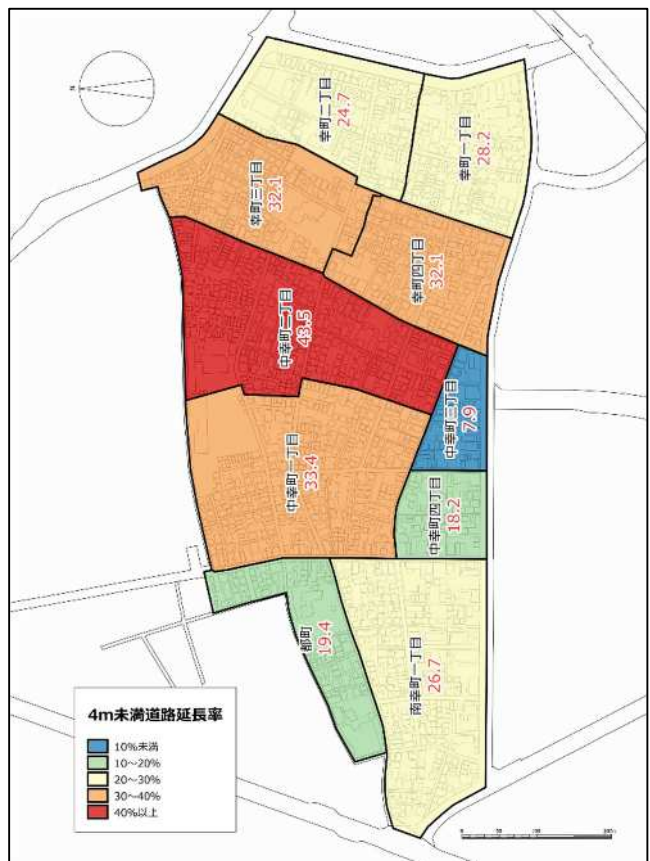 N
幸町二丁目
24.7
幸町一丁目
28.2
幸町三丁目
32.1
幸町四丁目
32.1
中幸町二丁目
43.5
中幸町三丁目
7.9
中幸町一丁目
33.4
中幸町四丁目
18.2
都町
19.4
南幸町一丁目
26.7
4m未満道路延長率
10%未満
10～20%
20～30%
30～40%
40%以上